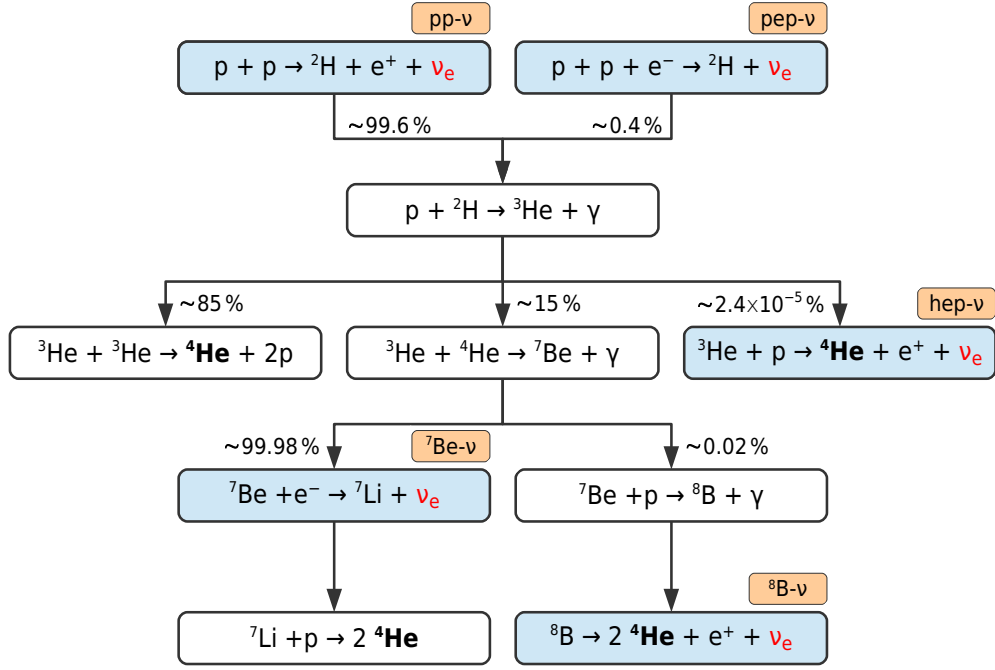 pp-ν
pep-ν
p + p → ²H + e⁺ + νₑ
p + p + e⁻ → ²H + νₑ
~99.6 %
~0.4 %
p + ²H → ³He + γ
~85 %
~15 %
~2.4×10⁻⁵ %
hep-ν
³He + ³He → ⁴He + 2p
³He + ⁴He → ⁷Be + γ
³He + p → ⁴He + e⁺ + νₑ
~99.98 %
⁷Be-ν
~0.02 %
⁷Be +e⁻ → ⁷Li + νₑ
⁷Be +p → ⁸B + γ
⁸B-ν
⁷Li +p → 2 ⁴He
⁸B → 2 ⁴He + e⁺ + νₑ